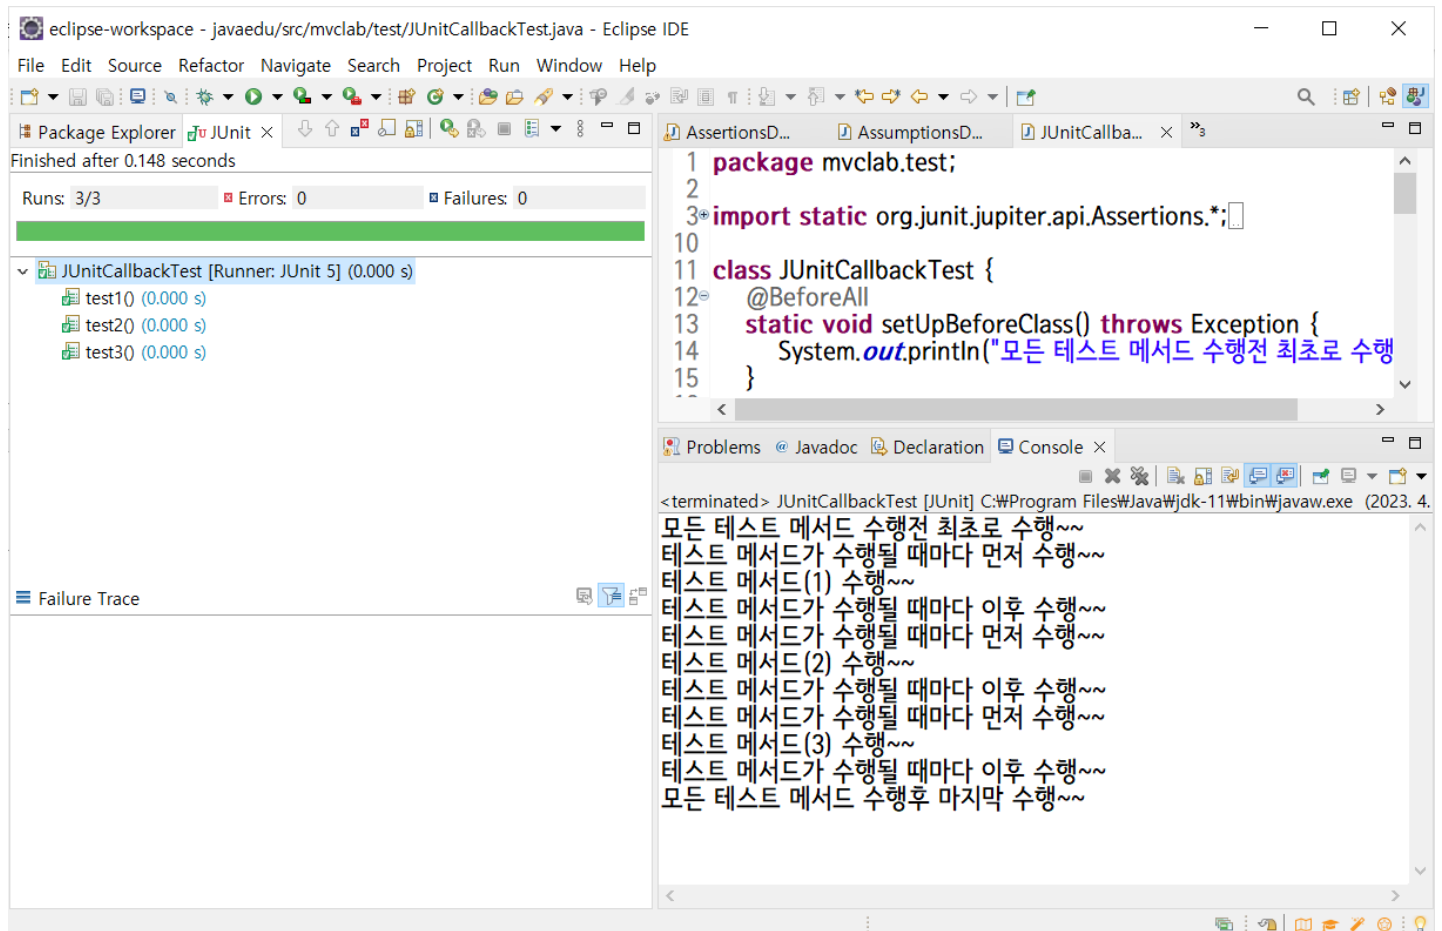 eclipse-workspace - javaedu/src/mvclab/test/JUnitCallbackTest.java - Eclipse IDE
File Edit Source Refactor Navigate Search Project Run Window Help
Package Explorer JUnit
Finished after 0.148 seconds
Runs: 3/3 Errors: 0 Failures: 0
JUnitCallbackTest [Runner: JUnit 5] (0.000 s)
test1() (0.000 s)
test2() (0.000 s)
test3() (0.000 s)
Failure Trace
AssertionsD... AssumptionsD... JUnitCallba... »3
1 package mvclab.test;
2
3 import static org.junit.jupiter.api.Assertions.*;
10
11 class JUnitCallbackTest {
12 @BeforeAll
13 static void setUpBeforeClass() throws Exception {
14 System.out.println("모든 테스트 메서드 수행전 최초로 수행
15 }
Problems Javadoc Declaration Console
<terminated> JUnitCallbackTest [JUnit] C:₩Program Files₩Java₩jdk-11₩bin₩javaw.exe (2023. 4.
모든 테스트 메서드 수행전 최초로 수행~~
테스트 메서드가 수행될 때마다 먼저 수행~~
테스트 메서드(1) 수행~~
테스트 메서드가 수행될 때마다 이후 수행~~
테스트 메서드가 수행될 때마다 먼저 수행~~
테스트 메서드(2) 수행~~
테스트 메서드가 수행될 때마다 이후 수행~~
테스트 메서드가 수행될 때마다 먼저 수행~~
테스트 메서드(3) 수행~~
테스트 메서드가 수행될 때마다 이후 수행~~
모든 테스트 메서드 수행후 마지막 수행~~